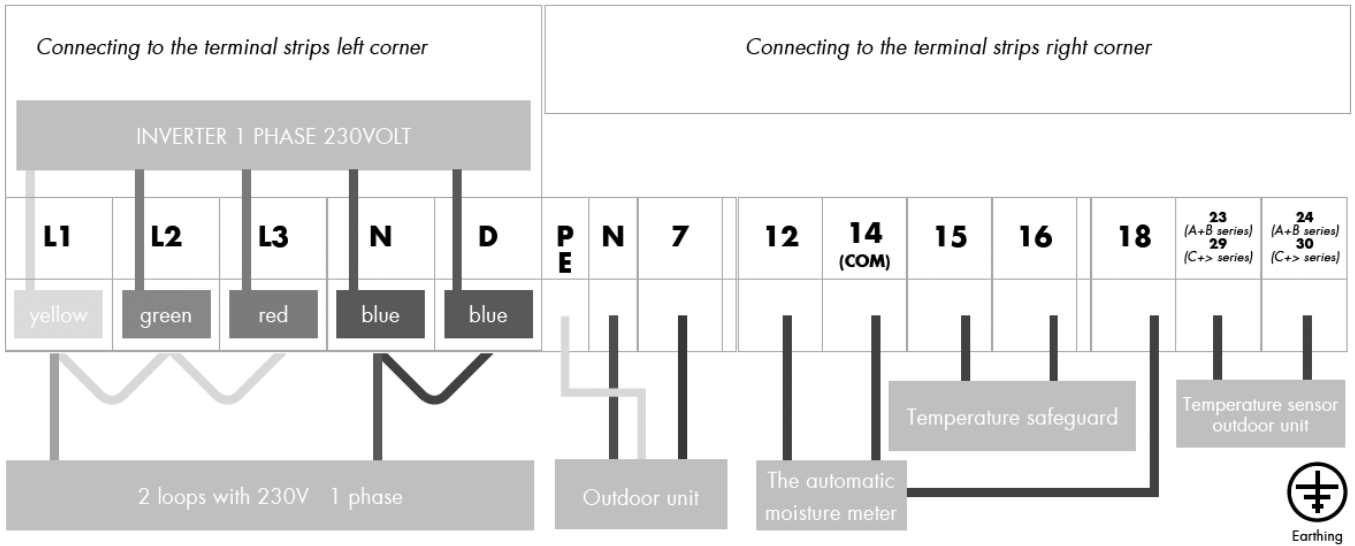 Connecting to the terminal strips left corner
Connecting to the terminal strips right corner
INVERTER 1 PHASE 230VOLT
L1 L2 L3 N D P N 7 12 14 15 16 18 23 24
E (COM) (A+B series) (A+B series)
29 30
(C+> series) (C+> series)
yellow green red blue blue
Temperature safeguard
Temperature sensor
outdoor unit
2 loops with 230V 1 phase
Outdoor unit
The automatic
moisture meter
Earthing